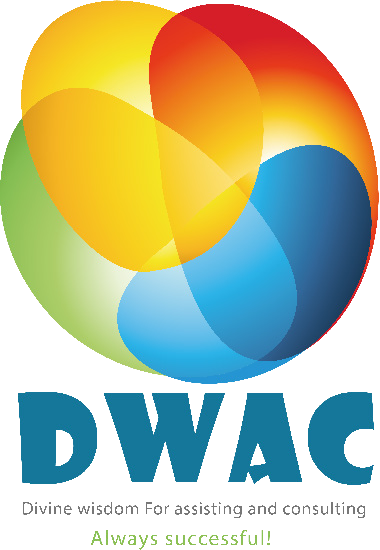 DWAC
Divine wisdom For assisting and consulting
Always successful!